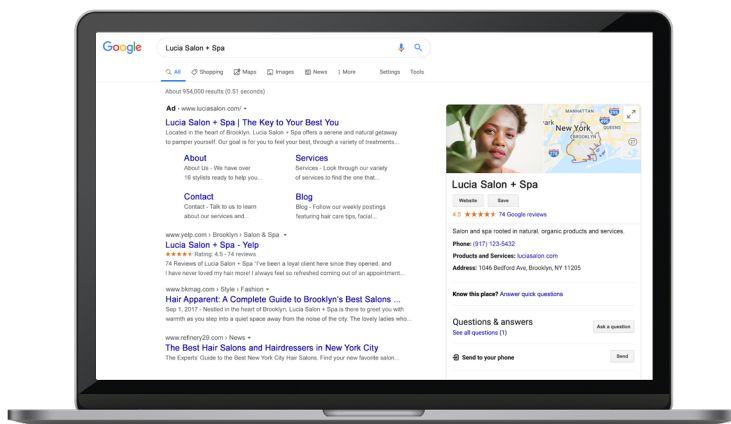 Google
Lucia Salon + Spa
All Shopping Maps Images News More Settings Tools
About 954,000 results (0.51 seconds)
Ad · www.luciasalon.com/
Lucia Salon + Spa | The Key to Your Best You
Located in the heart of Brooklyn, Lucia Salon + Spa offers a serene and natural getaway
to pamper yourself. Our goal is for you to feel your best, through a variety of treatments...
About
About Us - We have over
16 stylists ready to help you...
Services
Services - Look through our variety
of services to find the one that...
Contact
Contact - Talk to us to learn
about our services and...
Blog
Blog - Follow our weekly postings
featuring hair care tips, facial...
www.yelp.com › Brooklyn › Salon & Spa
Lucia Salon + Spa - Yelp
Rating: 4.5 - 74 reviews
74 Reviews of Lucia Salon + Spa "I've been a loyal client here since they opened, and
I have never loved my hair more! I always feel so refreshed coming out of an appointment...
www.bkmag.com › Style › Fashion
Hair Apparent: A Complete Guide to Brooklyn's Best Salons ...
Sep 1, 2017 - Nestled in the heart of Brooklyn, Lucia Salon + Spa is there to greet you with
warmth as you step into a quiet space away from the noise of the city. The lovely ladies who...
www.refinery29.com › News
The Best Hair Salons and Hairdressers in New York City
The Experts' Guide to the Best New York City Hair Salons. Find your new favorite salon...
MANHATTAN
ark
New York
QUEENS
BROOKLYN
27
Lucia Salon + Spa
Website Save
4.5 74 Google reviews
Salon and spa rooted in natural, organic products and services.
Phone: (917) 123-5432
Products and Services: luciasalon.com
Address: 1046 Bedford Ave, Brooklyn, NY 11205
Know this place? Answer quick questions
Questions & answers
See all questions (1)
Ask a question
Send to your phone
Send